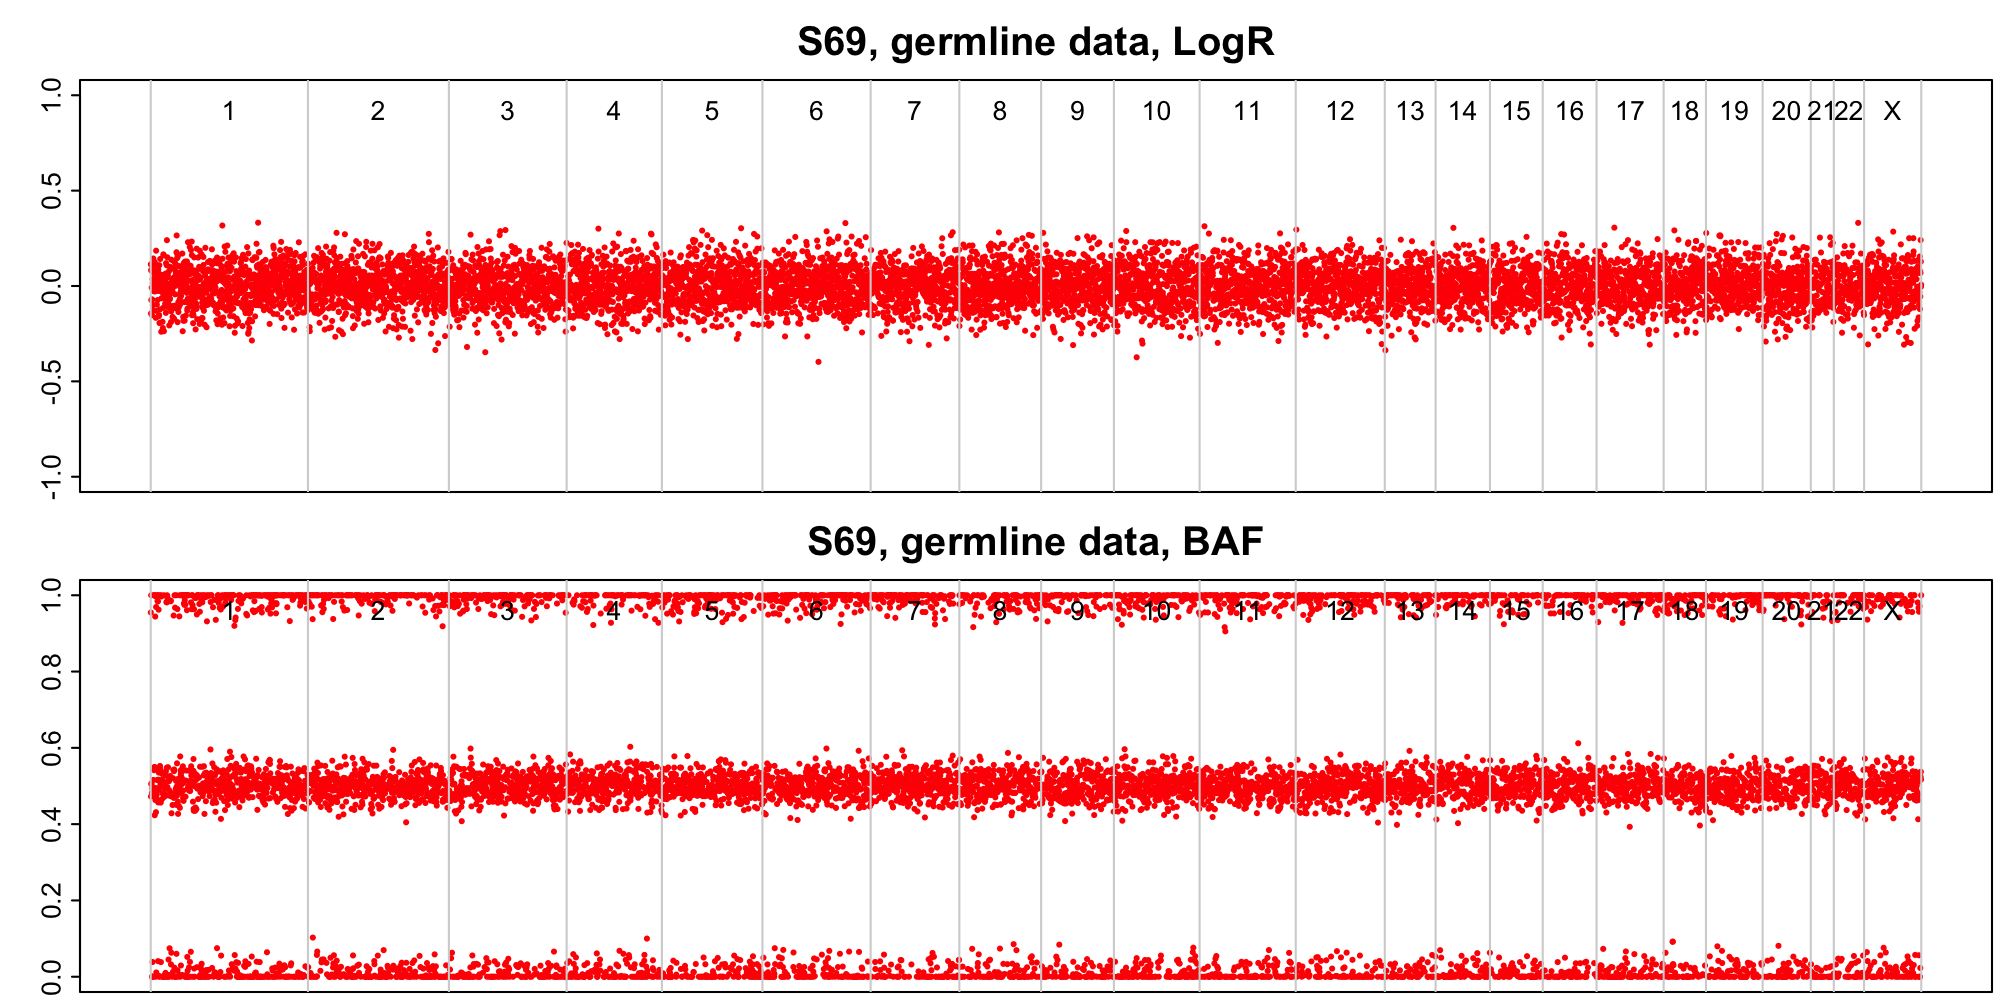 S69, germline data, LogR
1.0
0.5
0.0
-0.5
-1.0
1 2 3 4 5 6 7 8 9 10 11 12 13 14 15 16 17 18 19 20 21 22 X
S69, germline data, BAF
1.0
0.8
0.6
0.4
0.2
0.0
1 2 3 4 5 6 7 8 9 10 11 12 13 14 15 16 17 18 19 20 21 22 X